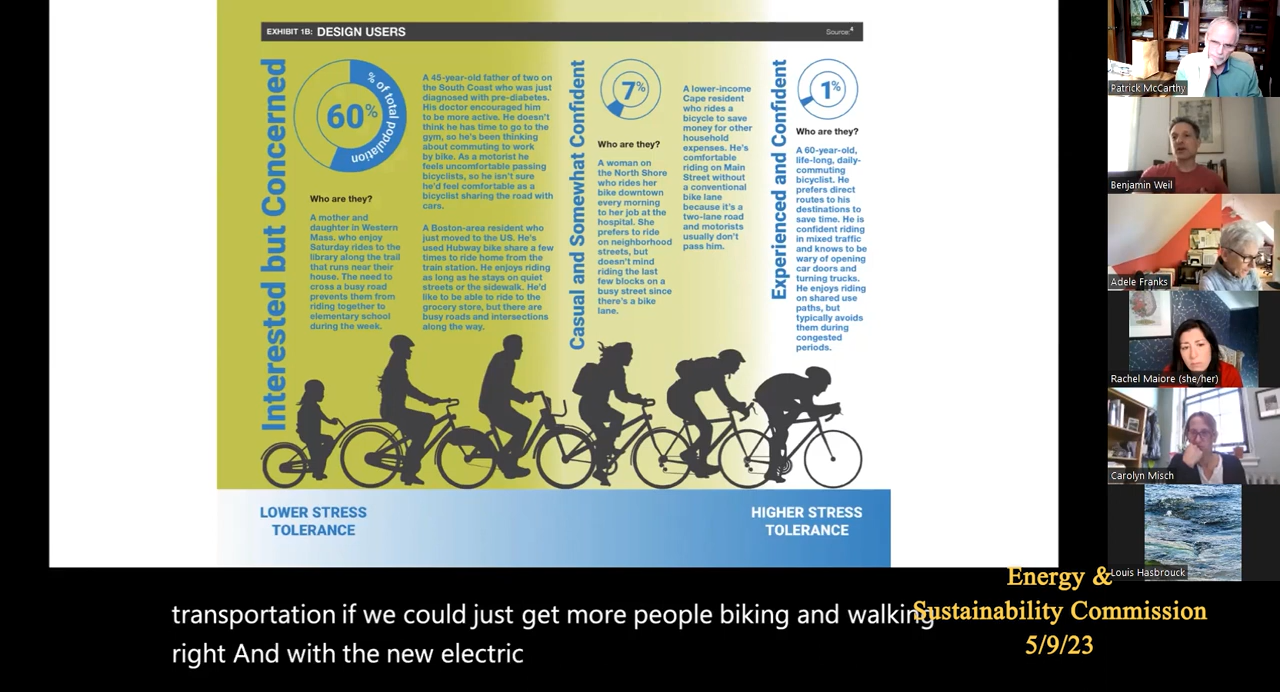 EXHIBIT 1B: DESIGN USERS
Source:4
Interested but Concerned
60%
% of total population
Who are they?
A mother and
daughter in Western
Mass. who enjoy
Saturday rides to the
library along the trail
that runs near their
house. The need to
cross a busy road
prevents them from
riding together to
elementary school
during the week.
A 45-year-old father of two on
the South Coast who was just
diagnosed with pre-diabetes.
His doctor encouraged him
to be more active. He doesn't
think he has time to go to the
gym, so he's been thinking
about commuting to work
by bike. As a motorist he
feels uncomfortable passing
bicyclists, so he isn't sure
he'd feel comfortable as a
bicyclist sharing the road with
cars.
A Boston-area resident who
just moved to the US. He's
used Hubway bike share a few
times to ride home from the
train station. He enjoys riding
as long as he stays on quiet
streets or the sidewalk. He'd
like to be able to ride to the
grocery store, but there are
busy roads and intersections
along the way.
Casual and Somewhat Confident
7%
Who are they?
A woman on
the North Shore
who rides her
bike downtown
every morning
to her job at the
hospital. She
prefers to ride
on neighborhood
streets, but
doesn't mind
riding the last
few blocks on a
busy street since
there's a bike
lane.
A lower-income
Cape resident
who rides a
bicycle to save
money for other
household
expenses. He's
comfortable
riding on Main
Street without
a conventional
bike lane
because it's a
two-lane road
and motorists
usually don't
pass him.
Experienced and Confident
1%
Who are they?
A 60-year-old,
life-long, daily-
commuting
bicyclist. He
prefers direct
routes to his
destinations to
save time. He is
confident riding
in mixed traffic
and knows to be
wary of opening
car doors and
turning trucks.
He enjoys riding
on shared use
paths, but
typically avoids
them during
congested
periods.
LOWER STRESS
TOLERANCE
HIGHER STRESS
TOLERANCE
Patrick McCarthy
Benjamin Weil
Adele Franks
Rachel Maiore (she/her)
Carolyn Misch
Louis Hasbrouck
transportation if we could just get more people biking and walking
right And with the new electric
Energy &
Sustainability Commission
5/9/23